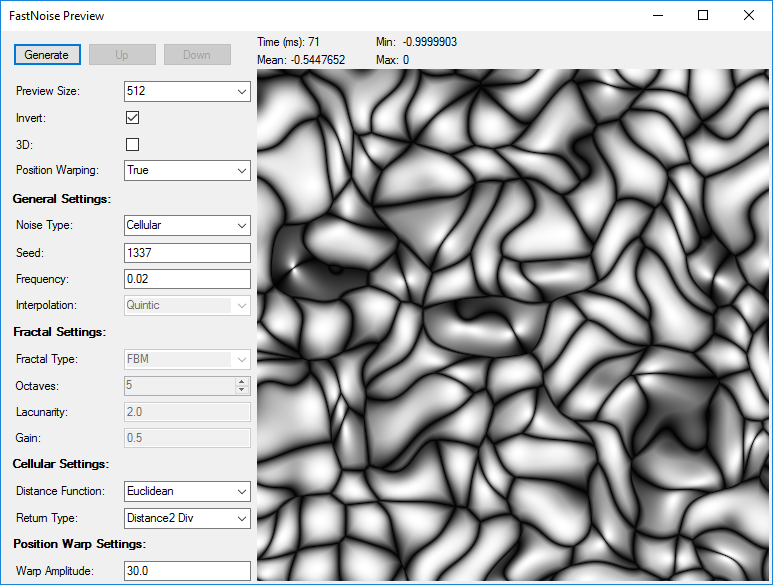 FastNoise Preview
Generate Up Down
Time (ms): 71 Min: -0.9999903
Mean: -0.5447652 Max: 0
Preview Size: 512
Invert:
3D:
Position Warping: True
General Settings:
Noise Type: Cellular
Seed: 1337
Frequency: 0.02
Interpolation: Quintic
Fractal Settings:
Fractal Type: FBM
Octaves: 5
Lacunarity: 2.0
Gain: 0.5
Cellular Settings:
Distance Function: Euclidean
Return Type: Distance2 Div
Position Warp Settings:
Warp Amplitude: 30.0